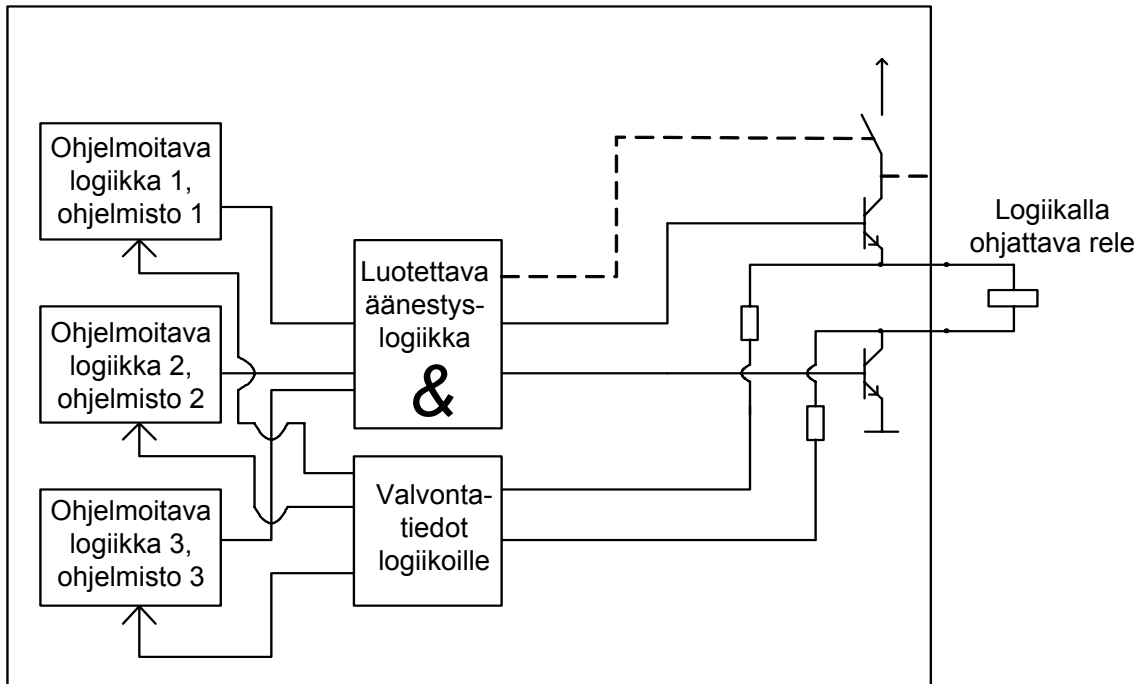 Ohjelmoitava
logiikka 1,
ohjelmisto 1
Ohjelmoitava
logiikka 2,
ohjelmisto 2
Ohjelmoitava
logiikka 3,
ohjelmisto 3
Luotettava
äänestys-
logiikka
&
Valvonta-
tiedot
logiikoille
Logiikalla
ohjattava rele